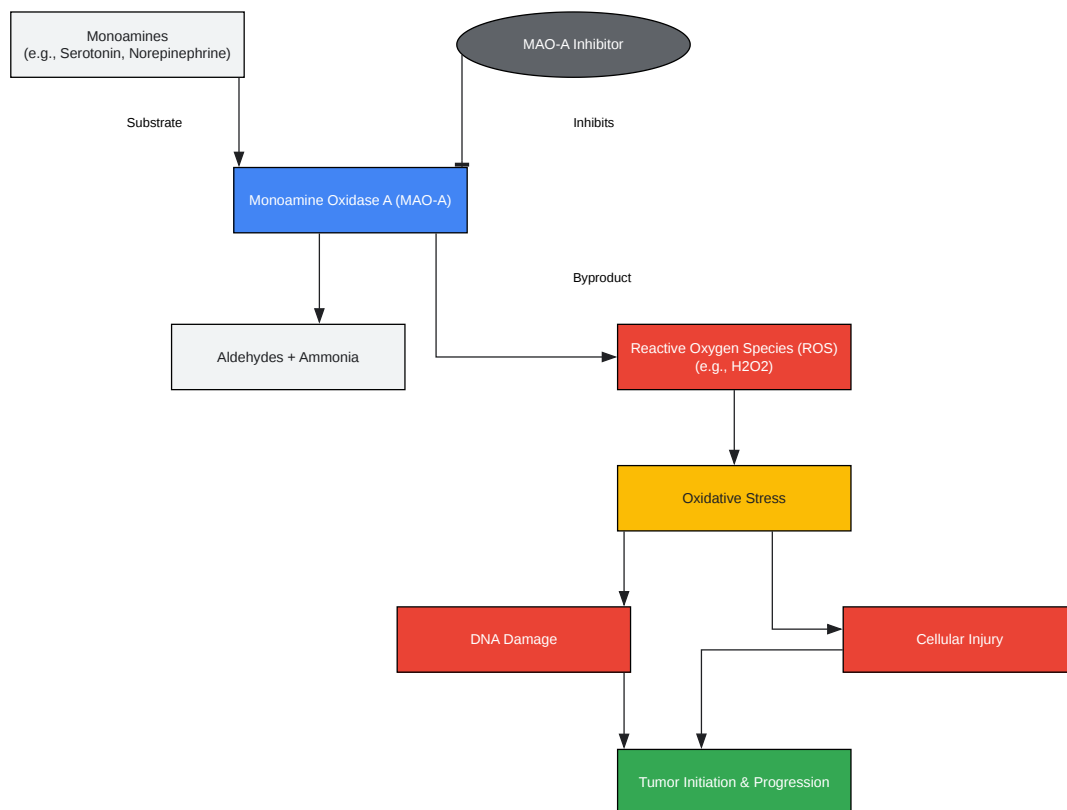 Monoamines
(e.g., Serotonin, Norepinephrine)
MAO-A Inhibitor
Substrate
Inhibits
Monoamine Oxidase A (MAO-A)
Byproduct
Aldehydes + Ammonia
Reactive Oxygen Species (ROS)
(e.g., H2O2)
Oxidative Stress
DNA Damage
Cellular Injury
Tumor Initiation & Progression